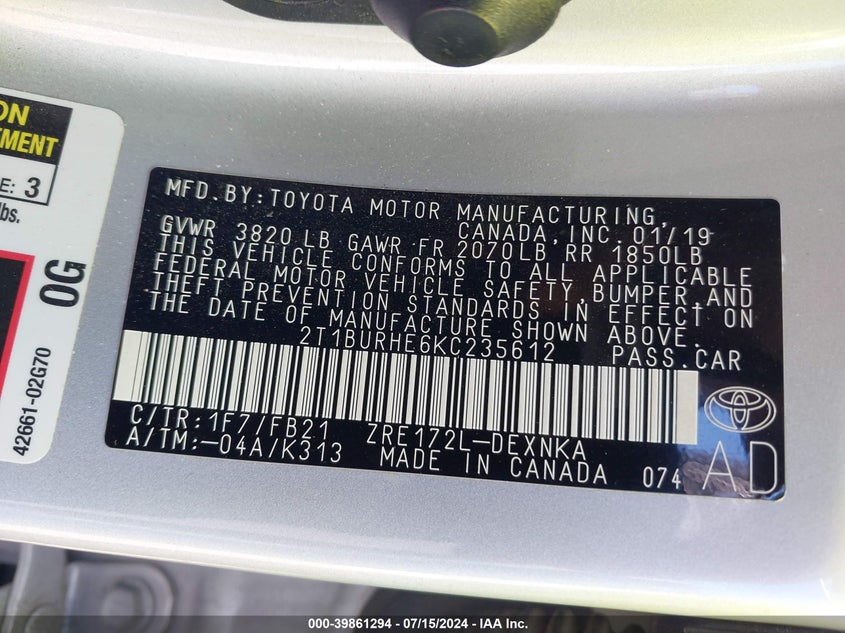 ON
TEMENT
E: 3
lbs.
0G
42661-02G70
MFD. BY: TOYOTA MOTOR MANUFACTURING,
CANADA, INC. 01/19
GVWR 3820 LB GAWR FR 2070LB, RR 1850LB
THIS VEHICLE CONFORMS TO ALL APPLICABLE
FEDERAL MOTOR VEHICLE SAFETY, BUMPER, AND
THEFT PREVENTION STANDARDS IN EFFECT ON
THE DATE OF MANUFACTURE SHOWN ABOVE.
2T1BURHE6KC235612 PASS. CAR
C/TR: 1F7/FB21 ZRE172L-DEXNKA
A/TM: -04A/K313 MADE IN CANADA 074
AD
000-39861294 - 07/15/2024 - IAA Inc.